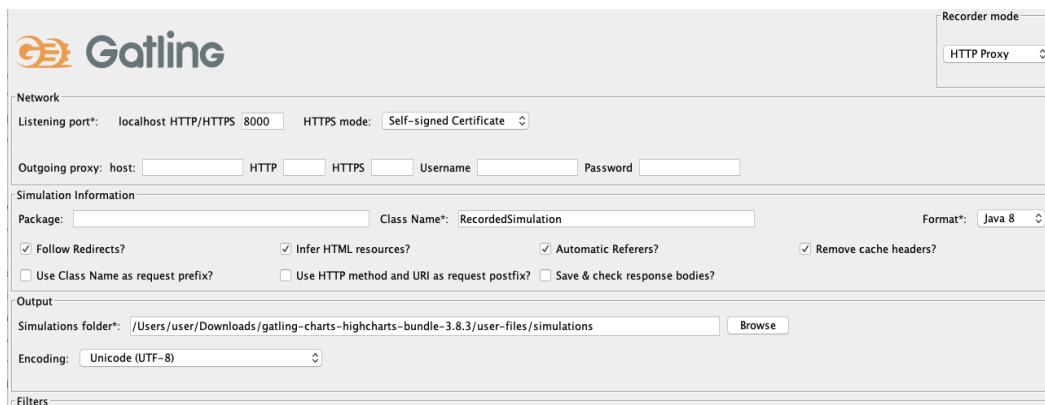 Recorder mode
Gatling
HTTP Proxy
Network
Listening port*: localhost HTTP/HTTPS 8000 HTTPS mode: Self-signed Certificate
Outgoing proxy: host: HTTP HTTPS Username Password
Simulation Information
Package: Class Name*: RecordedSimulation Format*: Java 8
Follow Redirects? Infer HTML resources? Automatic Referers? Remove cache headers?
Use Class Name as request prefix? Use HTTP method and URI as request postfix? Save & check response bodies?
Output
Simulations folder*: /Users/user/Downloads/gatling-charts-highcharts-bundle-3.8.3/user-files/simulations Browse
Encoding: Unicode (UTF-8)
Filters